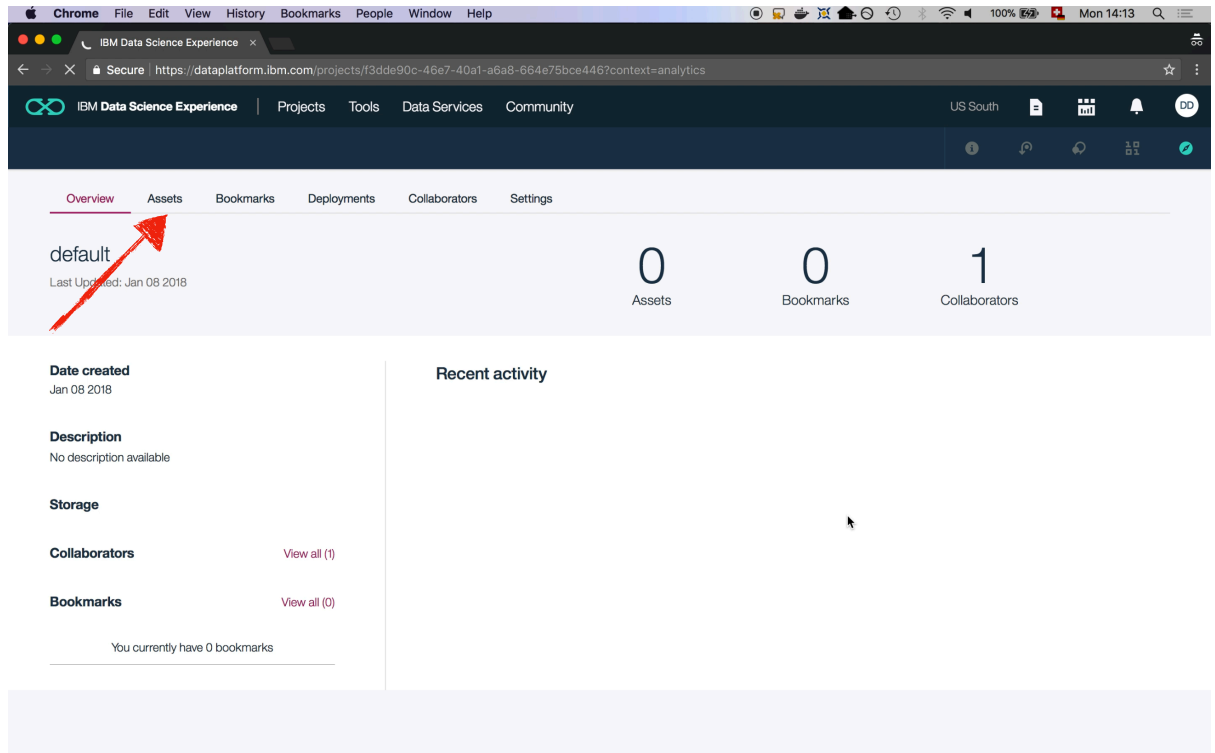 Chrome File Edit View History Bookmarks People Window Help 100% Mon 14:13
IBM Data Science Experience ×
Secure https://dataplatform.ibm.com/projects/f3dde90c-46e7-40a1-a6a8-664e75bce446?context=analytics
IBM Data Science Experience Projects Tools Data Services Community US South DD
Overview Assets Bookmarks Deployments Collaborators Settings
default
Last Updated: Jan 08 2018
0 0 1
Assets Bookmarks Collaborators
Date created
Jan 08 2018
Recent activity
Description
No description available
Storage
Collaborators View all (1)
Bookmarks View all (0)
You currently have 0 bookmarks